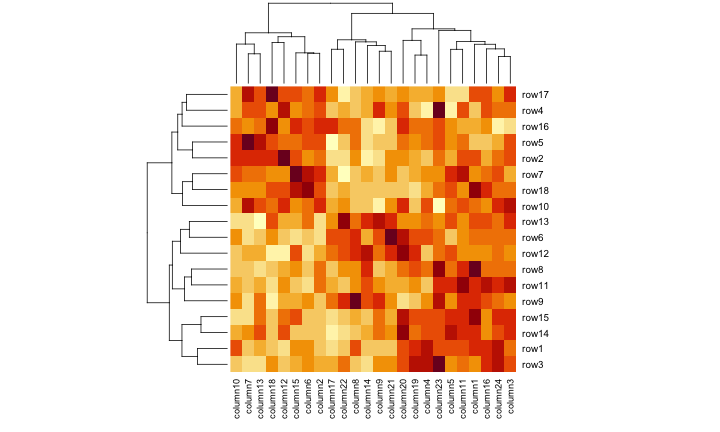 row17
row4
row16
row5
row2
row7
row18
row10
row13
row6
row12
row8
row11
row9
row15
row14
row1
row3
column10
column7
column13
column18
column12
column15
column6
column2
column17
column22
column8
column14
column9
column21
column20
column19
column4
column23
column5
column11
column1
column16
column24
column3